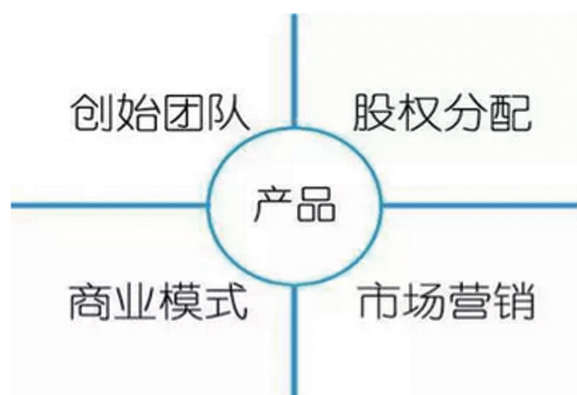 创始团队
股权分配
产品
商业模式
市场营销